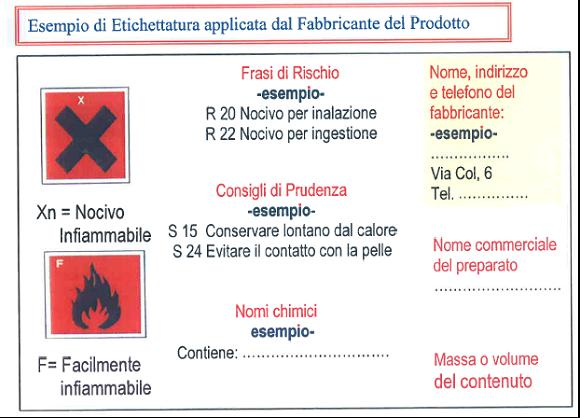 Esempio di Etichettatura applicata dal Fabbricante del Prodotto
X
Xn = Nocivo
Infiammabile
F
F= Facilmente
infiammabile
Frasi di Rischio
-esempio-
R 20 Nocivo per inalazione
R 22 Nocivo per ingestione
Consigli di Prudenza
-esempio-
S 15 Conservare lontano dal calore
S 24 Evitare il contatto con la pelle
Nomi chimici
esempio-
Contiene: …………………………
Nome, indirizzo
e telefono del
fabbricante:
-esempio-
……………..
Via Col, 6
Tel. ……………
Nome commerciale
del preparato
……………………..
Massa o volume
del contenuto